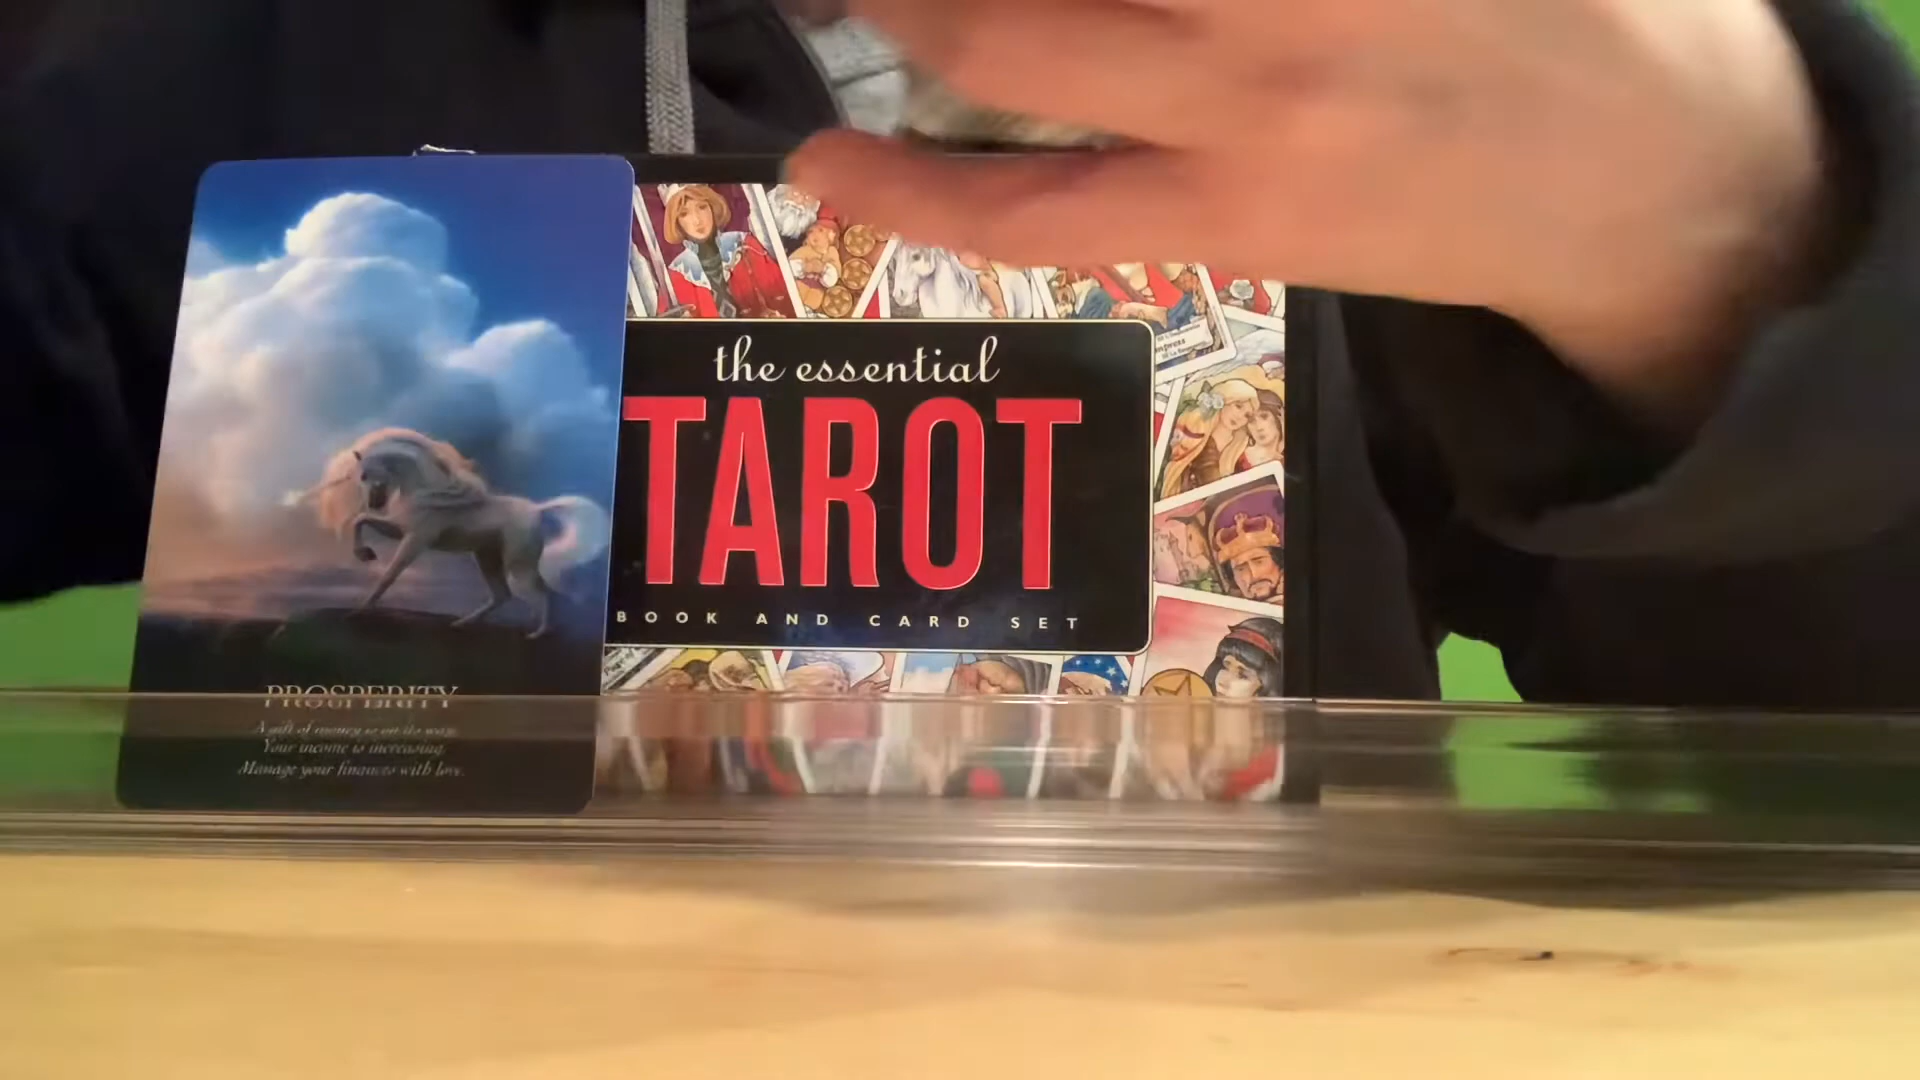 the essential
TAROT
BOOK AND CARD SET
PROSPERITY
A gift of money is on its way.
Your income is increasing.
Manage your finances with love.